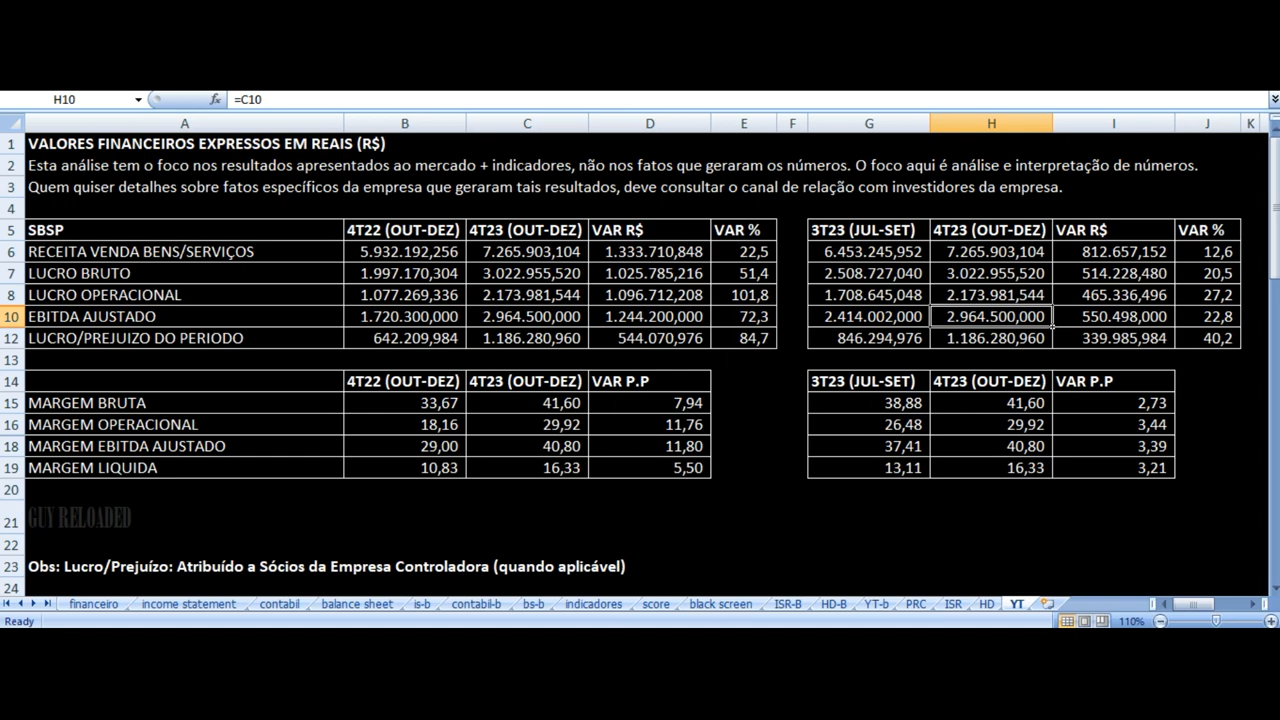 H10 fx =C10
A B C D E F G H I J K
1 VALORES FINANCEIROS EXPRESSOS EM REAIS (R$)
2 Esta análise tem o foco nos resultados apresentados ao mercado + indicadores, não nos fatos que geraram os números. O foco aqui é análise e interpretação de números.
3 Quem quiser detalhes sobre fatos específicos da empresa que geraram tais resultados, deve consultar o canal de relação com investidores da empresa.
4
5 SBSP 4T22 (OUT-DEZ) 4T23 (OUT-DEZ) VAR R$ VAR % 3T23 (JUL-SET) 4T23 (OUT-DEZ) VAR R$ VAR %
6 RECEITA VENDA BENS/SERVIÇOS 5.932.192,256 7.265.903,104 1.333.710,848 22,5 6.453.245,952 7.265.903,104 812.657,152 12,6
7 LUCRO BRUTO 1.997.170,304 3.022.955,520 1.025.785,216 51,4 2.508.727,040 3.022.955,520 514.228,480 20,5
8 LUCRO OPERACIONAL 1.077.269,336 2.173.981,544 1.096.712,208 101,8 1.708.645,048 2.173.981,544 465.336,496 27,2
10 EBITDA AJUSTADO 1.720.300,000 2.964.500,000 1.244.200,000 72,3 2.414.002,000 2.964.500,000 550.498,000 22,8
12 LUCRO/PREJUIZO DO PERIODO 642.209,984 1.186.280,960 544.070,976 84,7 846.294,976 1.186.280,960 339.985,984 40,2
13
14 4T22 (OUT-DEZ) 4T23 (OUT-DEZ) VAR P.P 3T23 (JUL-SET) 4T23 (OUT-DEZ) VAR P.P
15 MARGEM BRUTA 33,67 41,60 7,94 38,88 41,60 2,73
16 MARGEM OPERACIONAL 18,16 29,92 11,76 26,48 29,92 3,44
18 MARGEM EBITDA AJUSTADO 29,00 40,80 11,80 37,41 40,80 3,39
19 MARGEM LIQUIDA 10,83 16,33 5,50 13,11 16,33 3,21
20
21 GUY RELOADED
22
23 Obs: Lucro/Prejuízo: Atribuído a Sócios da Empresa Controladora (quando aplicável)
24
financeiro income statement contabil balance sheet is-b contabil-b bs-b indicadores score black screen ISR-B HD-B YT-b PRC ISR HD YT
Ready 110%